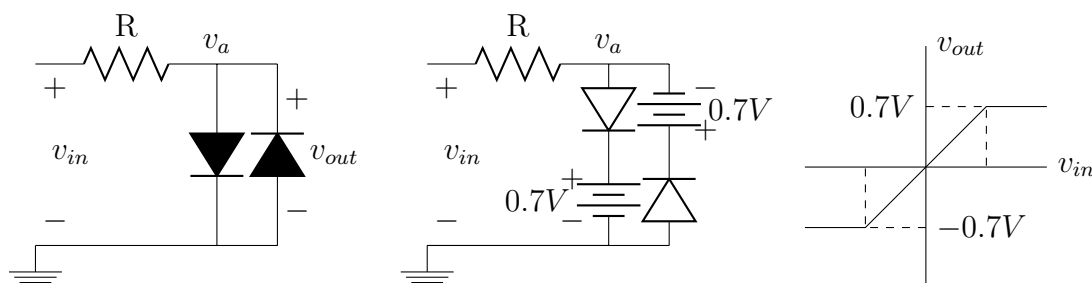 R
v_a
+
+
v_in
v_out
−
−
R
v_a
+
−
0.7V
+
v_in
+
0.7V
−
−
v_out
0.7V
v_in
−0.7V